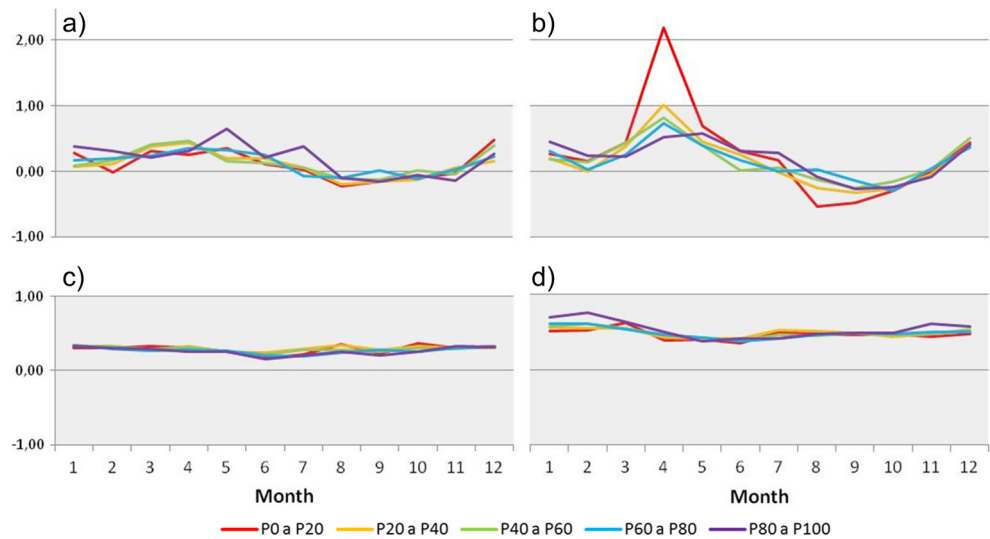 a) b)
2,00
1,00
0,00
-1,00
c) d)
1,00
0,00
-1,00
1 2 3 4 5 6 7 8 9 10 11 12 1 2 3 4 5 6 7 8 9 10 11 12
Month Month
P0 a P20 P20 a P40 P40 a P60 P60 a P80 P80 a P100